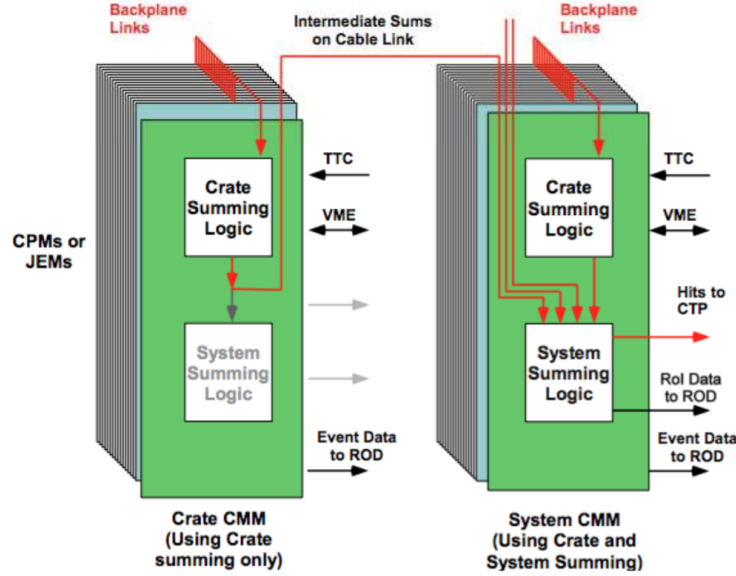 Backplane
Links
Intermediate Sums
on Cable Link
Backplane
Links
CPMs or
JEMs
Crate
Summing
Logic
TTC
VME
System
Summing
Logic
Event Data
to ROD
Crate CMM
(Using Crate
summing only)
Crate
Summing
Logic
TTC
VME
System
Summing
Logic
Hits to
CTP
RoI Data
to ROD
Event Data
to ROD
System CMM
(Using Crate and
System Summing)